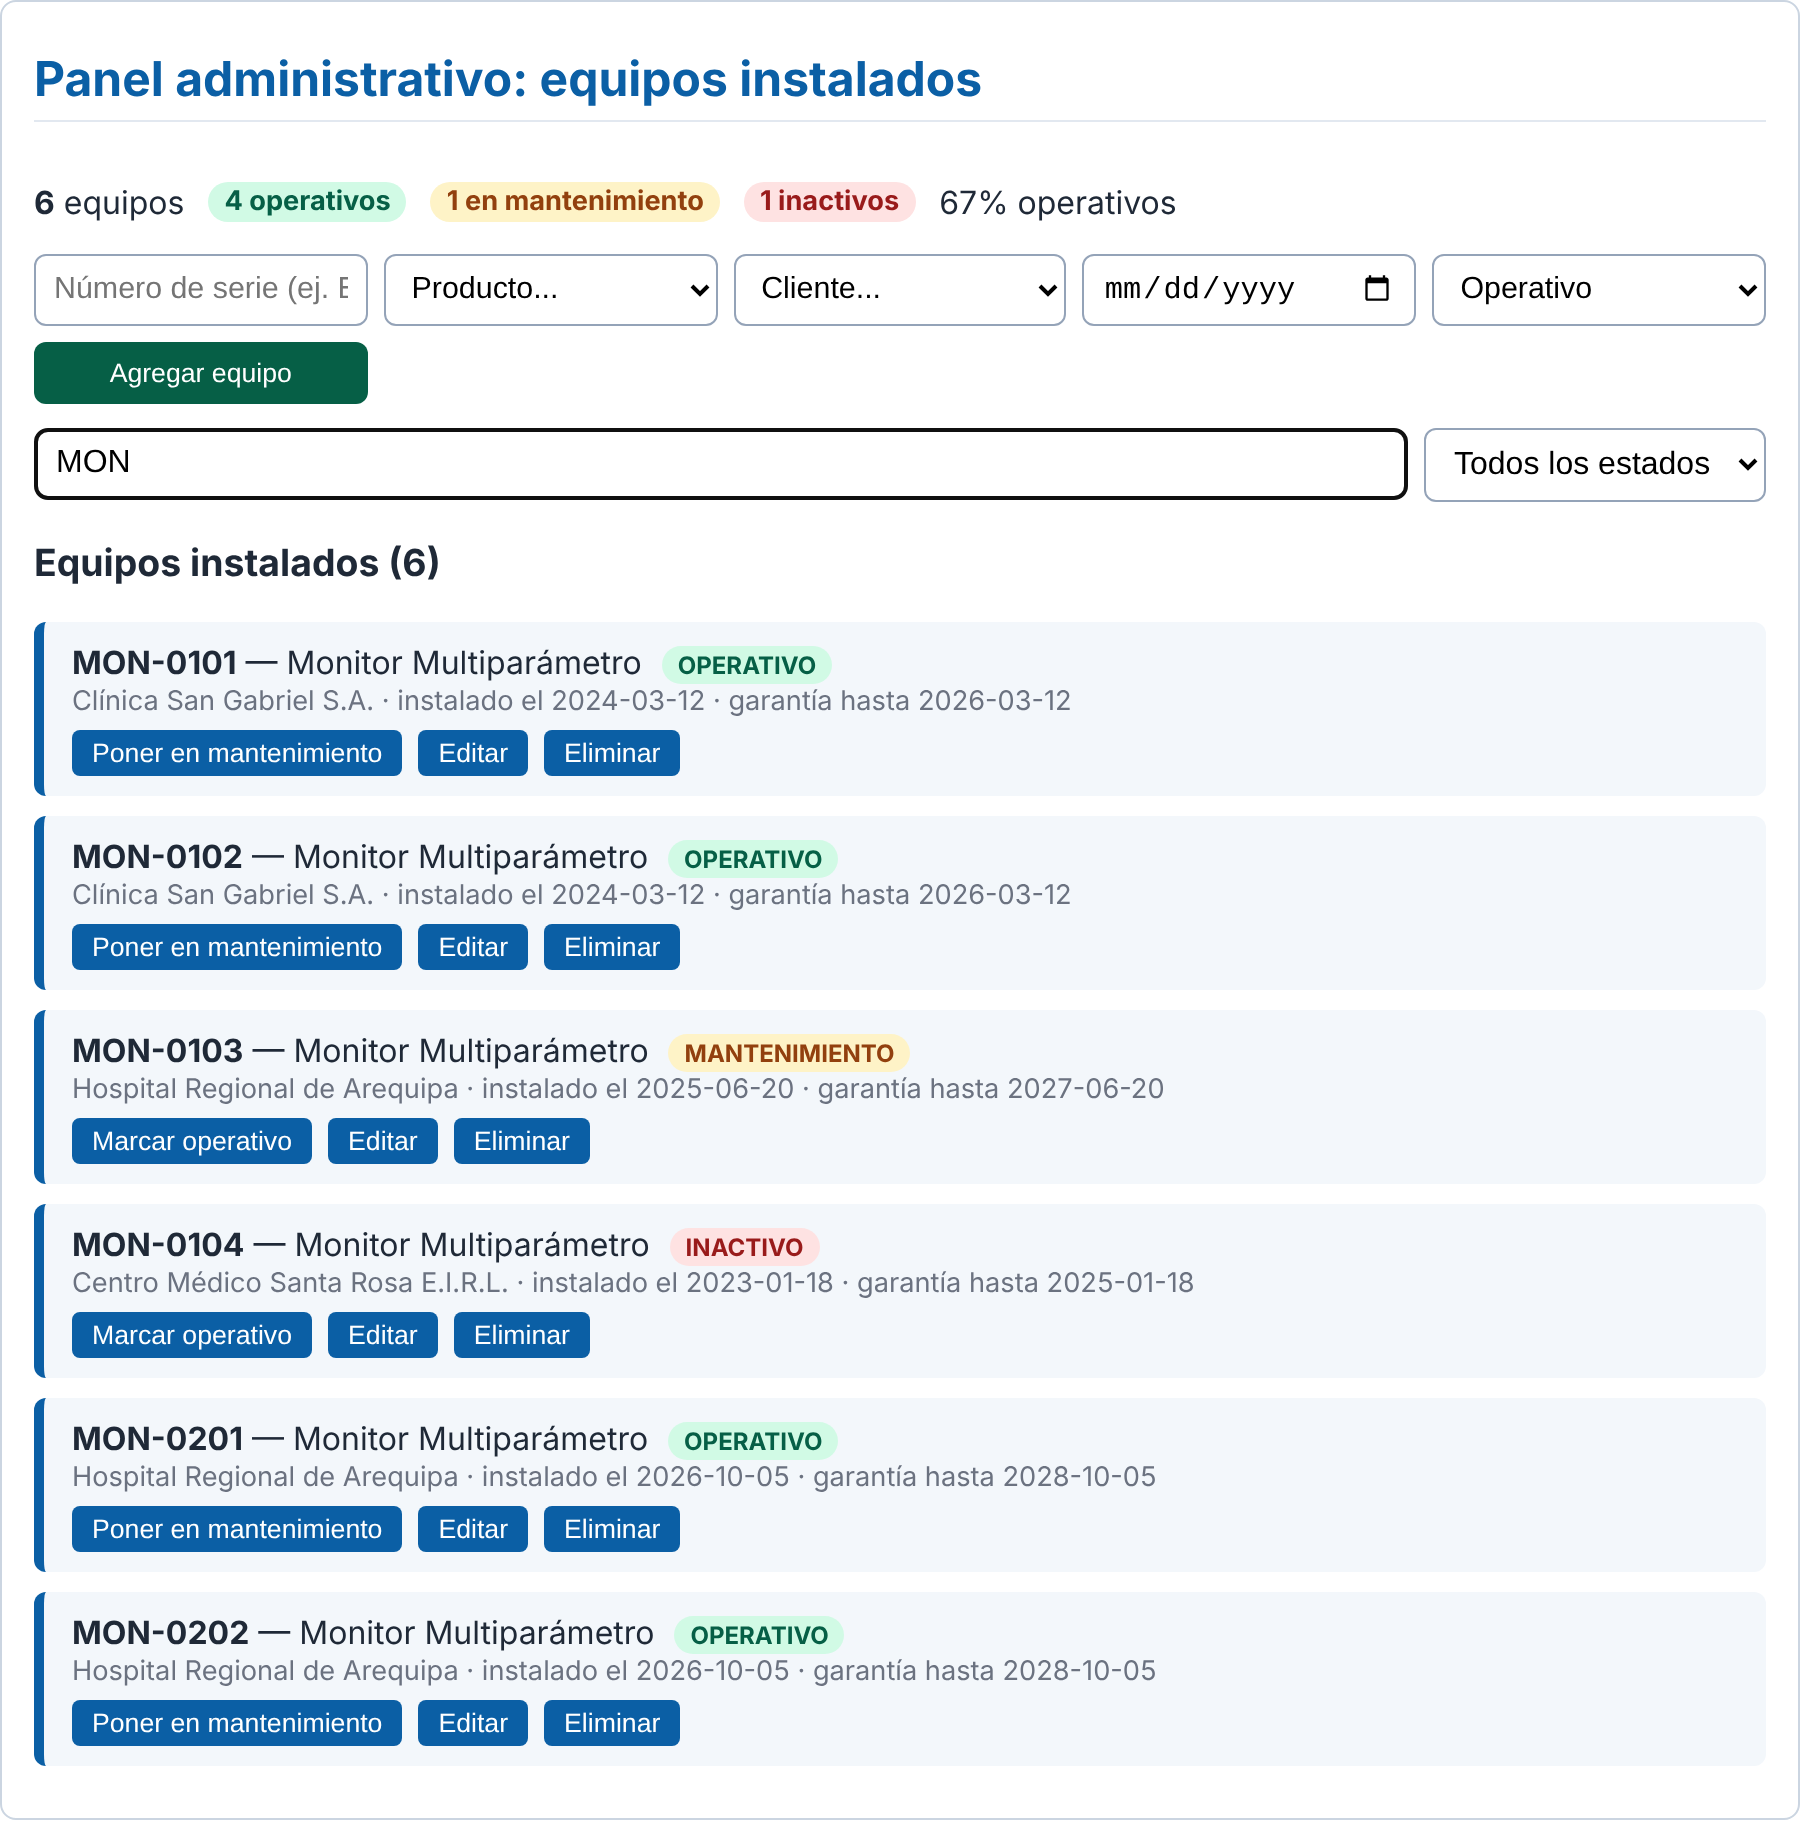 Panel administrativo: equipos instalados
6 equipos 4 operativos 1 en mantenimiento 1 inactivos 67% operativos
Número de serie (ej. E Producto... Cliente... mm/dd/yyyy Operativo
Agregar equipo
MON Todos los estados
Equipos instalados (6)
MON-0101 — Monitor Multiparámetro OPERATIVO
Clínica San Gabriel S.A. · instalado el 2024-03-12 · garantía hasta 2026-03-12
Poner en mantenimiento Editar Eliminar
MON-0102 — Monitor Multiparámetro OPERATIVO
Clínica San Gabriel S.A. · instalado el 2024-03-12 · garantía hasta 2026-03-12
Poner en mantenimiento Editar Eliminar
MON-0103 — Monitor Multiparámetro MANTENIMIENTO
Hospital Regional de Arequipa · instalado el 2025-06-20 · garantía hasta 2027-06-20
Marcar operativo Editar Eliminar
MON-0104 — Monitor Multiparámetro INACTIVO
Centro Médico Santa Rosa E.I.R.L. · instalado el 2023-01-18 · garantía hasta 2025-01-18
Marcar operativo Editar Eliminar
MON-0201 — Monitor Multiparámetro OPERATIVO
Hospital Regional de Arequipa · instalado el 2026-10-05 · garantía hasta 2028-10-05
Poner en mantenimiento Editar Eliminar
MON-0202 — Monitor Multiparámetro OPERATIVO
Hospital Regional de Arequipa · instalado el 2026-10-05 · garantía hasta 2028-10-05
Poner en mantenimiento Editar Eliminar